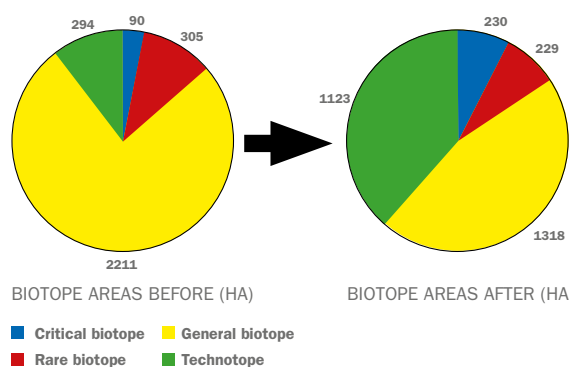 90
294
305
2211
230
229
1123
1318
BIOTOPE AREAS BEFORE (HA)
BIOTOPE AREAS AFTER (HA
Critical biotope
General biotope
Rare biotope
Technotope